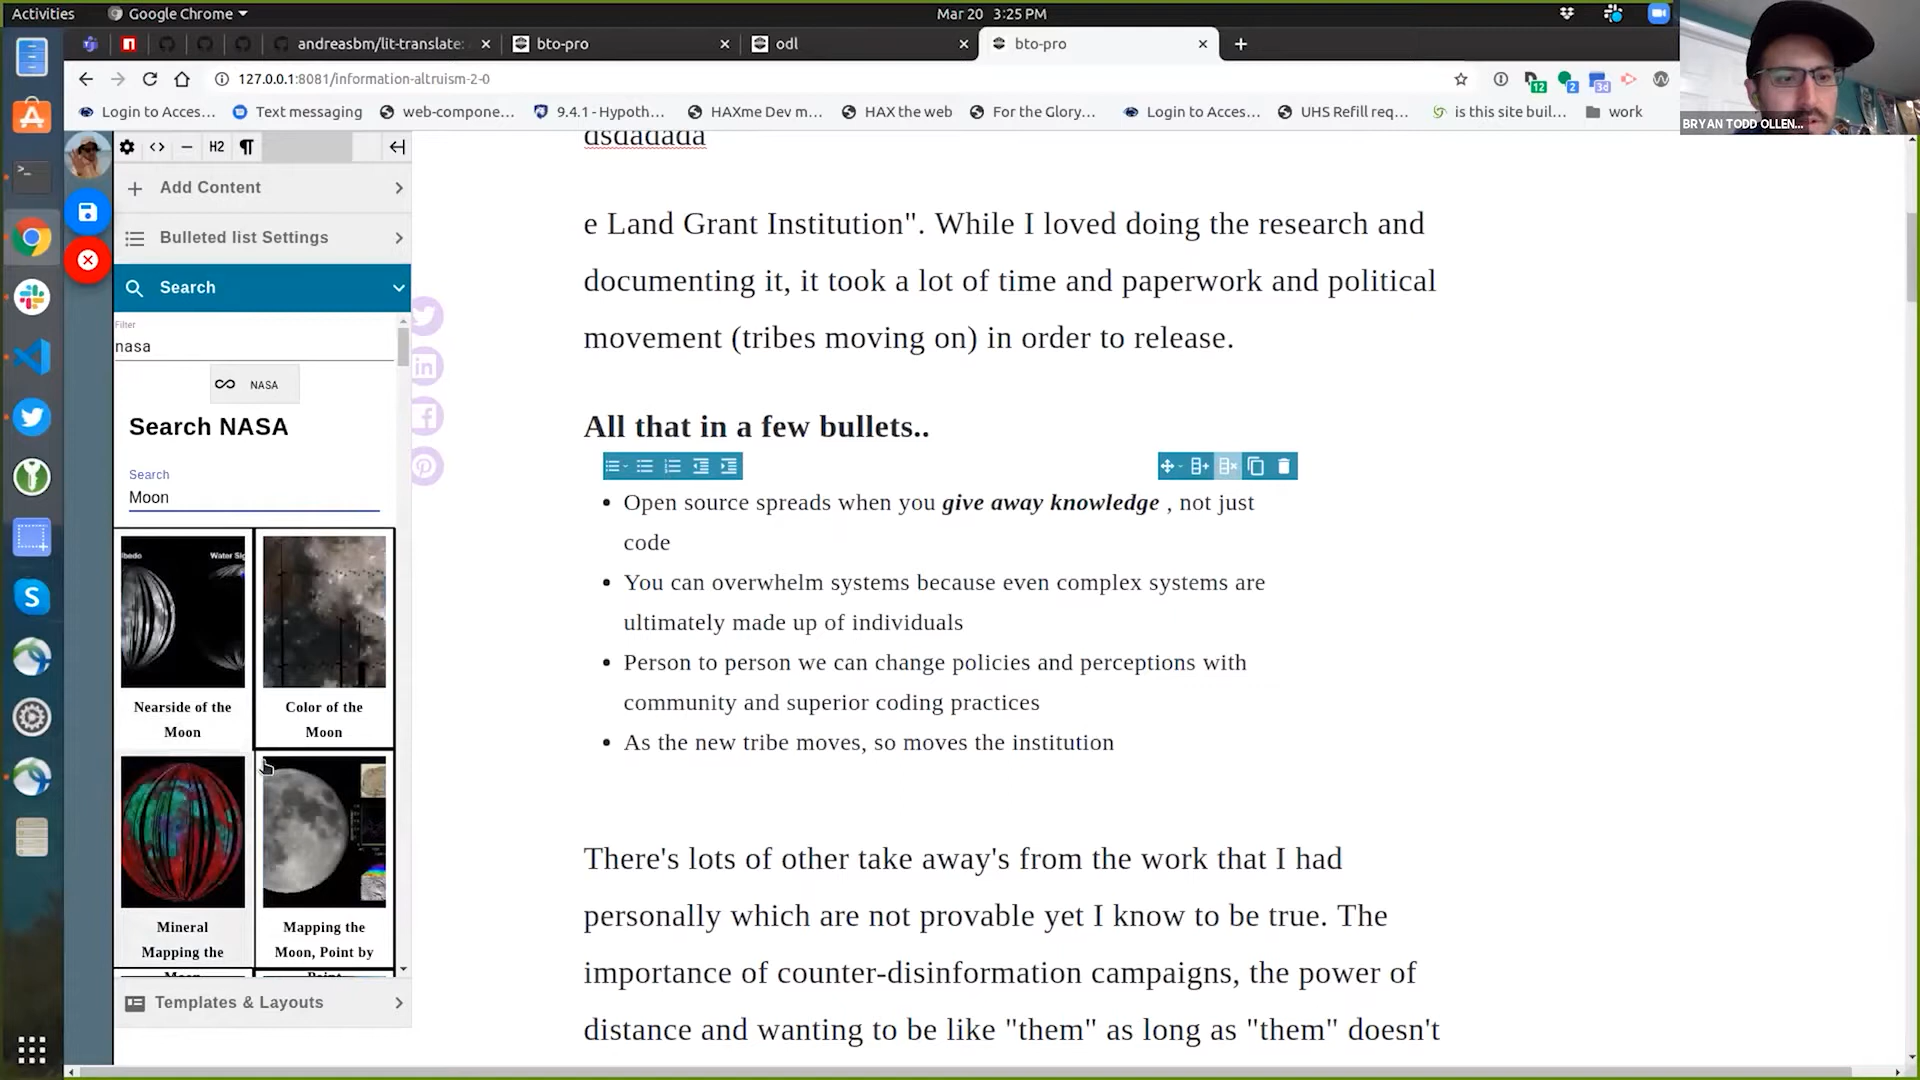 Activities
Google Chrome
Mar 20 3:25 PM
andreasbm/lit-translate:
bto-pro
odl
bto-pro
127.0.0.1:8081/information-altruism-2-0
12
2
3d
BRYAN TODD OLLEN...
Login to Acces...
Text messaging
web-compone...
9.4.1 - Hypoth...
HAXme Dev m...
HAX the web
For the Glory...
Login to Acces...
UHS Refill req...
is this site buil...
work
H2
Add Content
Bulleted list Settings
Search
Filter
nasa
NASA
Search NASA
Search
Moon
lbedo
Water Sig
Nearside of the
Moon
Color of the
Moon
Mineral
Mapping the
Moon
Mapping the
Moon, Point by
Point
Templates & Layouts
dsdadada
e Land Grant Institution". While I loved doing the research and
documenting it, it took a lot of time and paperwork and political
movement (tribes moving on) in order to release.
All that in a few bullets..
Open source spreads when you give away knowledge , not just
code
You can overwhelm systems because even complex systems are
ultimately made up of individuals
Person to person we can change policies and perceptions with
community and superior coding practices
As the new tribe moves, so moves the institution
There's lots of other take away's from the work that I had
personally which are not provable yet I know to be true. The
importance of counter-disinformation campaigns, the power of
distance and wanting to be like "them" as long as "them" doesn't